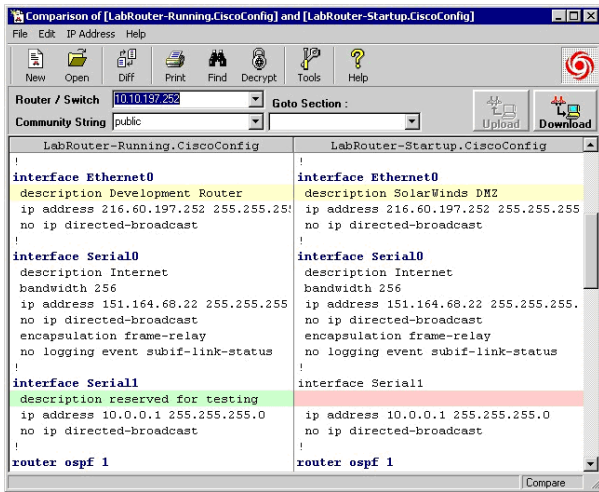 Comparison of [LabRouter-Running.CiscoConfig] and [LabRouter-Startup.CiscoConfig]
File Edit IP Address Help
New Open Diff Print Find Decrypt Tools Help
Router / Switch 10.10.197.252 Goto Section :
Community String public
Upload Download
LabRouter-Running.CiscoConfig
!
interface Ethernet0
description Development Router
ip address 216.60.197.252 255.255.25
no ip directed-broadcast
!
interface Serial0
description Internet
bandwidth 256
ip address 151.164.68.22 255.255.255
no ip directed-broadcast
encapsulation frame-relay
no logging event subif-link-status
!
interface Serial1
description reserved for testing
ip address 10.0.0.1 255.255.255.0
no ip directed-broadcast
!
router ospf 1
LabRouter-Startup.CiscoConfig
!
interface Ethernet0
description SolarWinds DMZ
ip address 216.60.197.252 255.255.255
no ip directed-broadcast
!
interface Serial0
description Internet
bandwidth 256
ip address 151.164.68.22 255.255.255.
no ip directed-broadcast
encapsulation frame-relay
no logging event subif-link-status
!
interface Serial1
ip address 10.0.0.1 255.255.255.0
no ip directed-broadcast
!
router ospf 1
Compare